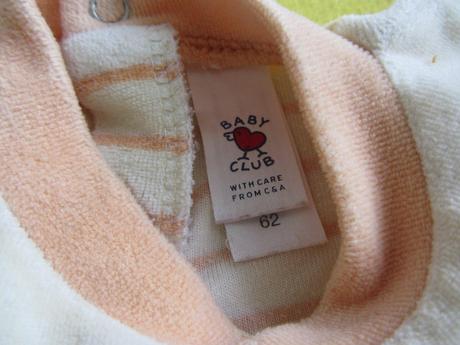 BABY
CLUB
WITH CARE
FROM C&A
62